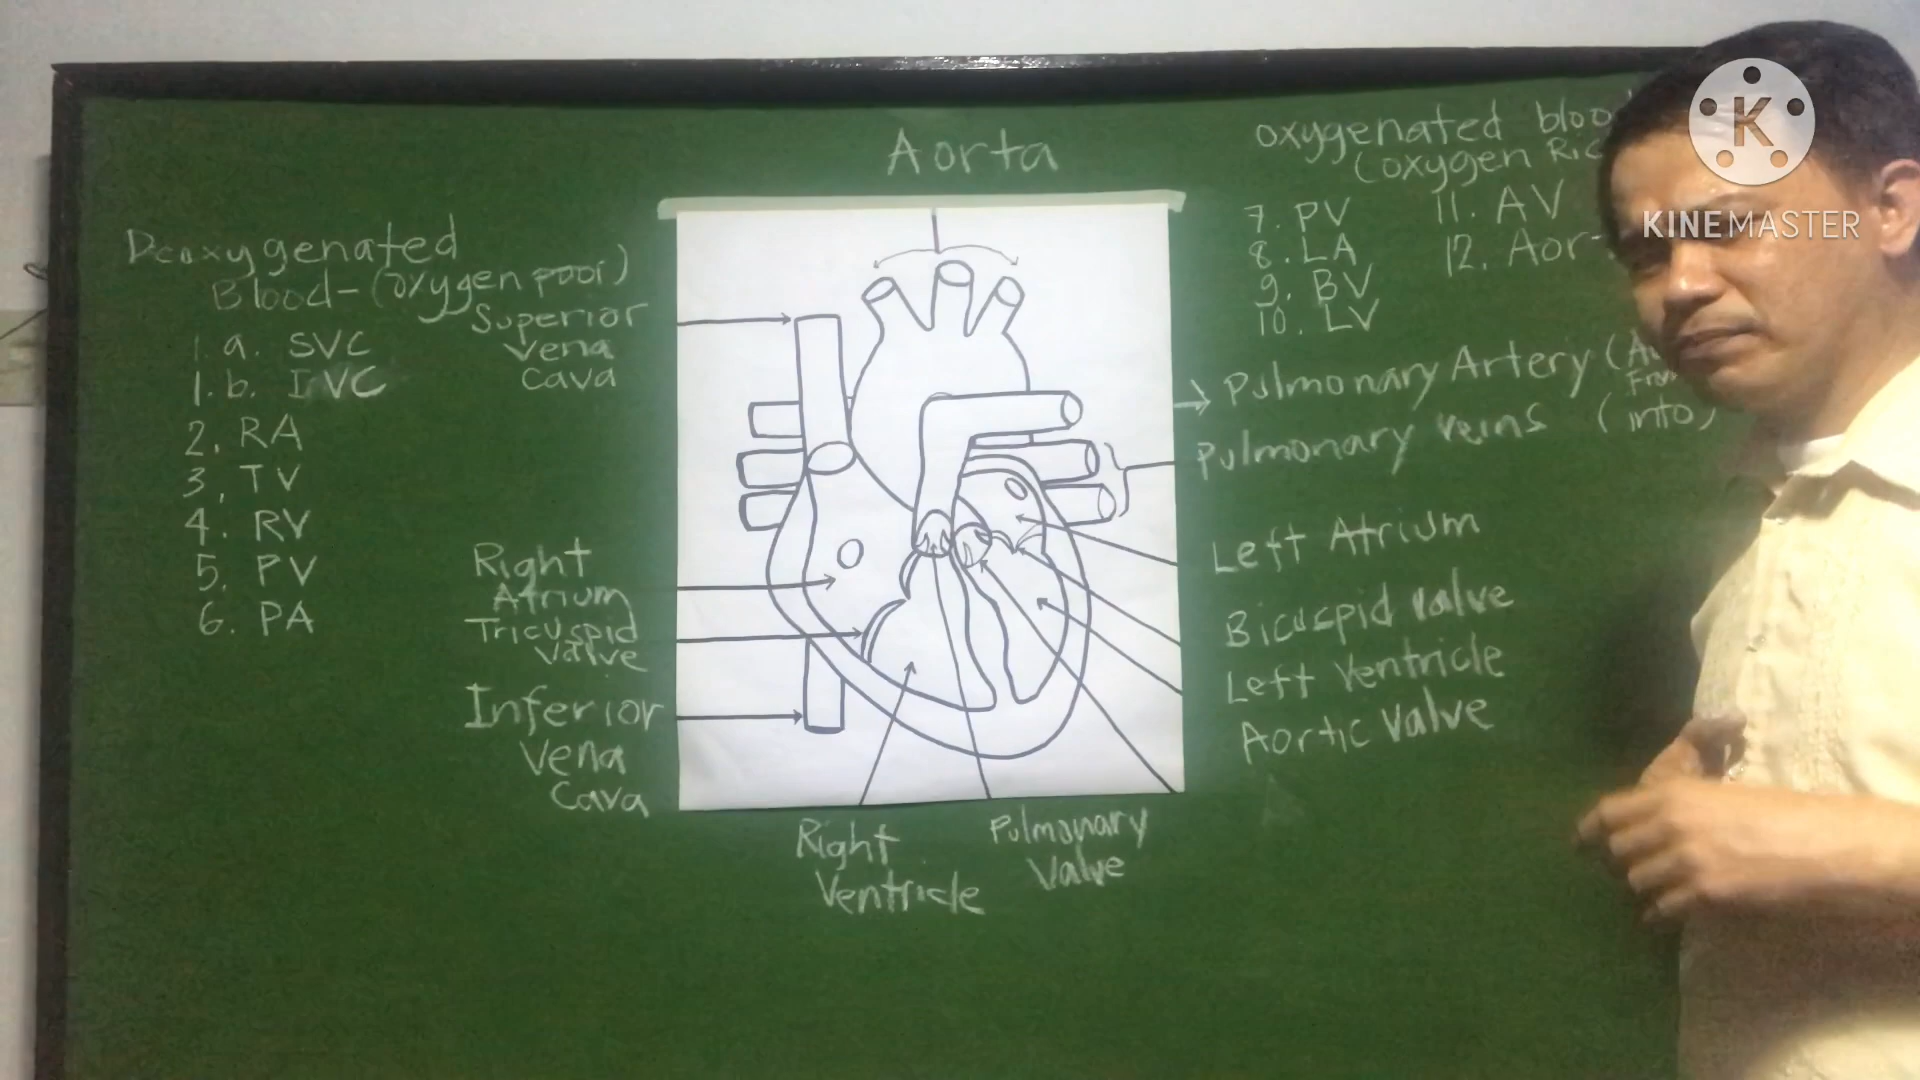 Aorta
Deoxygenated
Blood-(oxygen poor)
1. a. SVC
1. b. IVC
2. RA
3. TV
4. RV
5. PV
6. PA
Superior
Vena
Cava
Right
Atrium
Tricuspid
Valve
Inferior
Vena
Cava
Right
Ventricle
Pulmonary
Valve
oxygenated
(oxygen
7. PV
8. LA
9. BV
10. LV
11. AV
12.
Pulmonary Artery
Pulmonary veins (into)
Left Atrium
Bicuspid valve
Left Ventricle
Aortic Valve
K
KINEMASTER